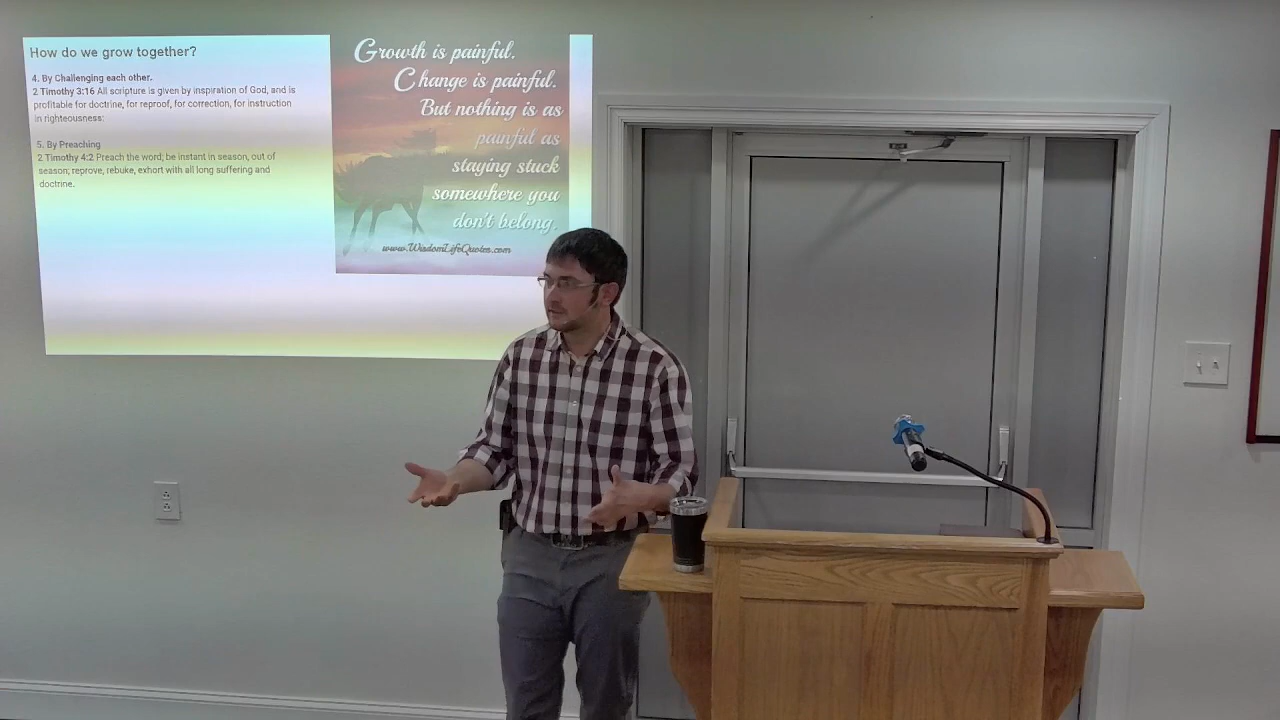 How do we grow together?
4. By Challenging each other.
2 Timothy 3:16 All scripture is given by inspiration of God, and is
profitable for doctrine, for reproof, for correction, for instruction
in righteousness:
5. By Preaching
2 Timothy 4:2 Preach the word; be instant in season, out of
season; reprove, rebuke, exhort with all long suffering and
doctrine.
Growth is painful.
Change is painful.
But nothing is as
painful as
staying stuck
somewhere you
don't belong.
www.WisdomLifeQuotes.com